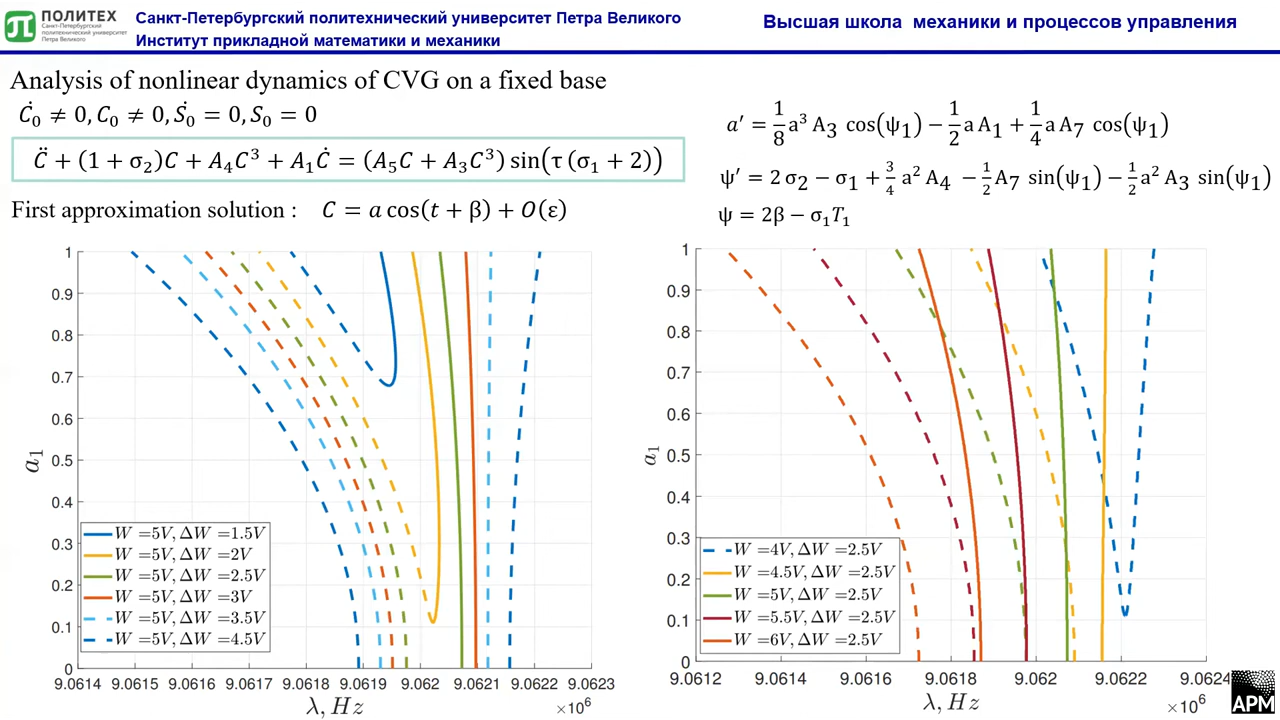 ПОЛИТЕХ
Санкт-Петербургский
политехнический университет
Петра Великого
Санкт-Петербургский политехнический университет Петра Великого
Институт прикладной математики и механики
Высшая школа механики и процессов управления
Analysis of nonlinear dynamics of CVG on a fixed base
Ċ₀ ≠ 0, C₀ ≠ 0, Ṡ₀ = 0, S₀ = 0
C̈ + (1 + σ₂)C + A₄C³ + A₁Ċ = (A₅C + A₃C³) sin(τ (σ₁ + 2))
First approximation solution : C = a cos(t + β) + O(ε)
a′ = 1/8 a³ A₃ cos(ψ₁) − 1/2 a A₁ + 1/4 a A₇ cos(ψ₁)
ψ′ = 2 σ₂ − σ₁ + 3/4 a² A₄ − 1/2 A₇ sin(ψ₁) − 1/2 a² A₃ sin(ψ₁)
ψ = 2β − σ₁T₁
1
0.9
0.8
0.7
0.6
0.5
0.4
0.3
0.2
0.1
0
a₁
W =5V, ΔW =1.5V
W =5V, ΔW =2V
W =5V, ΔW =2.5V
W =5V, ΔW =3V
W =5V, ΔW =3.5V
W =5V, ΔW =4.5V
9.0614 9.0615 9.0616 9.0617 9.0618 9.0619 9.062 9.0621 9.0622 9.0623
λ, Hz
×10⁶
1
0.9
0.8
0.7
0.6
0.5
0.4
0.3
0.2
0.1
0
a₁
W =4V, ΔW =2.5V
W =4.5V, ΔW =2.5V
W =5V, ΔW =2.5V
W =5.5V, ΔW =2.5V
W =6V, ΔW =2.5V
9.0612 9.0614 9.0616 9.0618 9.062 9.0622 9.0624
λ, Hz
×10⁶
APM